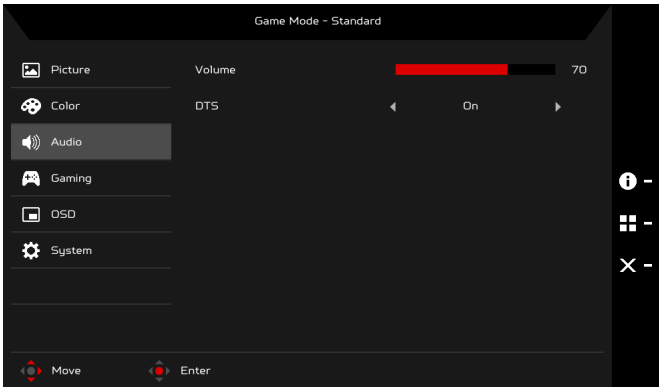 Game Mode - Standard
Picture
Volume 70
Color
DTS On
Audio
Gaming
OSD
System
Move Enter